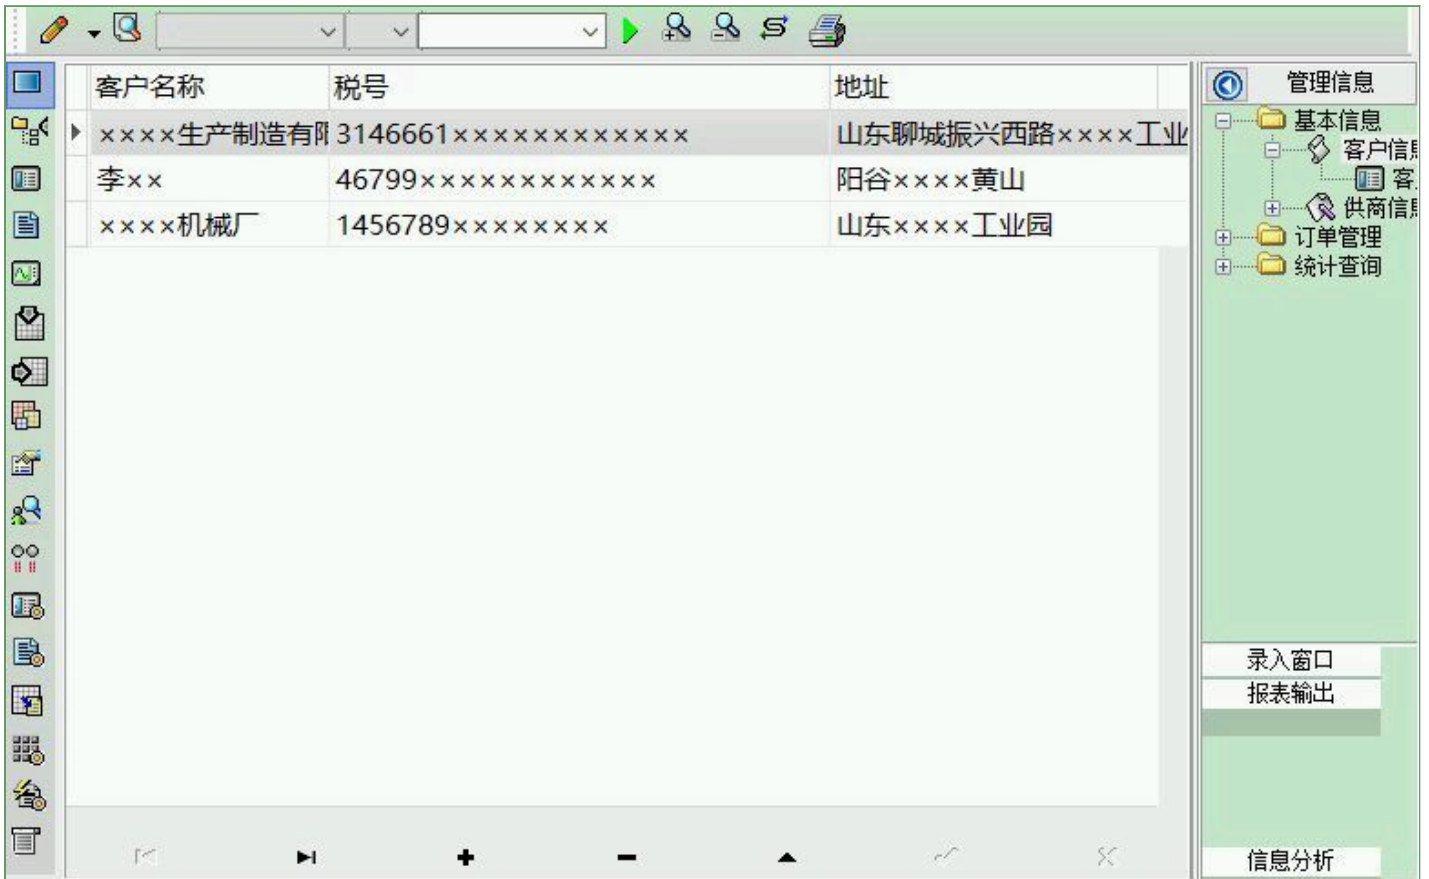 客户名称 税号 地址
××××生产制造有限 3146661×××××××××××× 山东聊城振兴西路××××工业
李×× 46799×××××××××××× 阳谷××××黄山
××××机械厂 1456789×××××××× 山东××××工业园
管理信息
基本信息
客户信息
客
供商信息
订单管理
统计查询
录入窗口
报表输出
信息分析